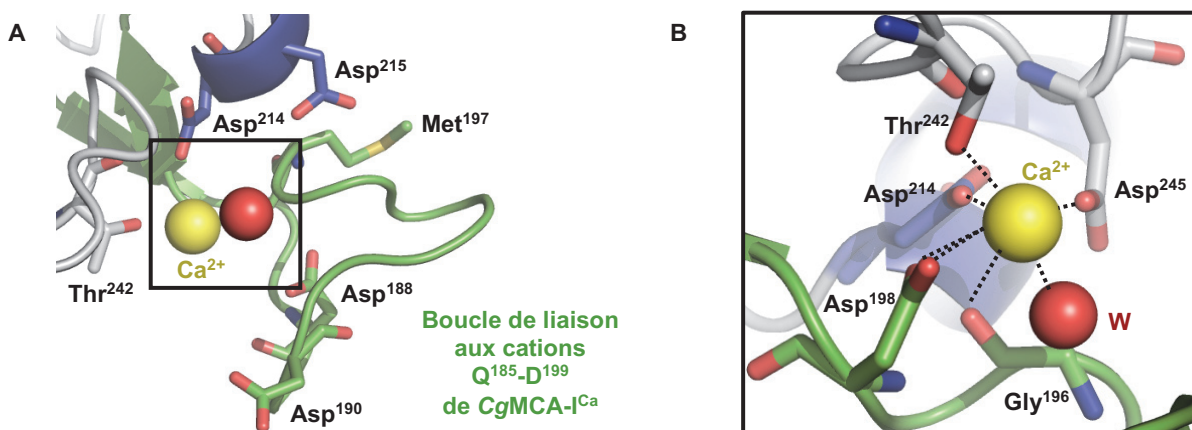 A
Asp²¹⁵
Asp²¹⁴
Met¹⁹⁷
Ca²⁺
Thr²⁴²
Asp¹⁸⁸
Boucle de liaison
aux cations
Q¹⁸⁵-D¹⁹⁹
de CgMCA-Iᶜᵃ
Asp¹⁹⁰
B
Thr²⁴²
Ca²⁺
Asp²¹⁴
Asp²⁴⁵
Asp¹⁹⁸
W
Gly¹⁹⁶